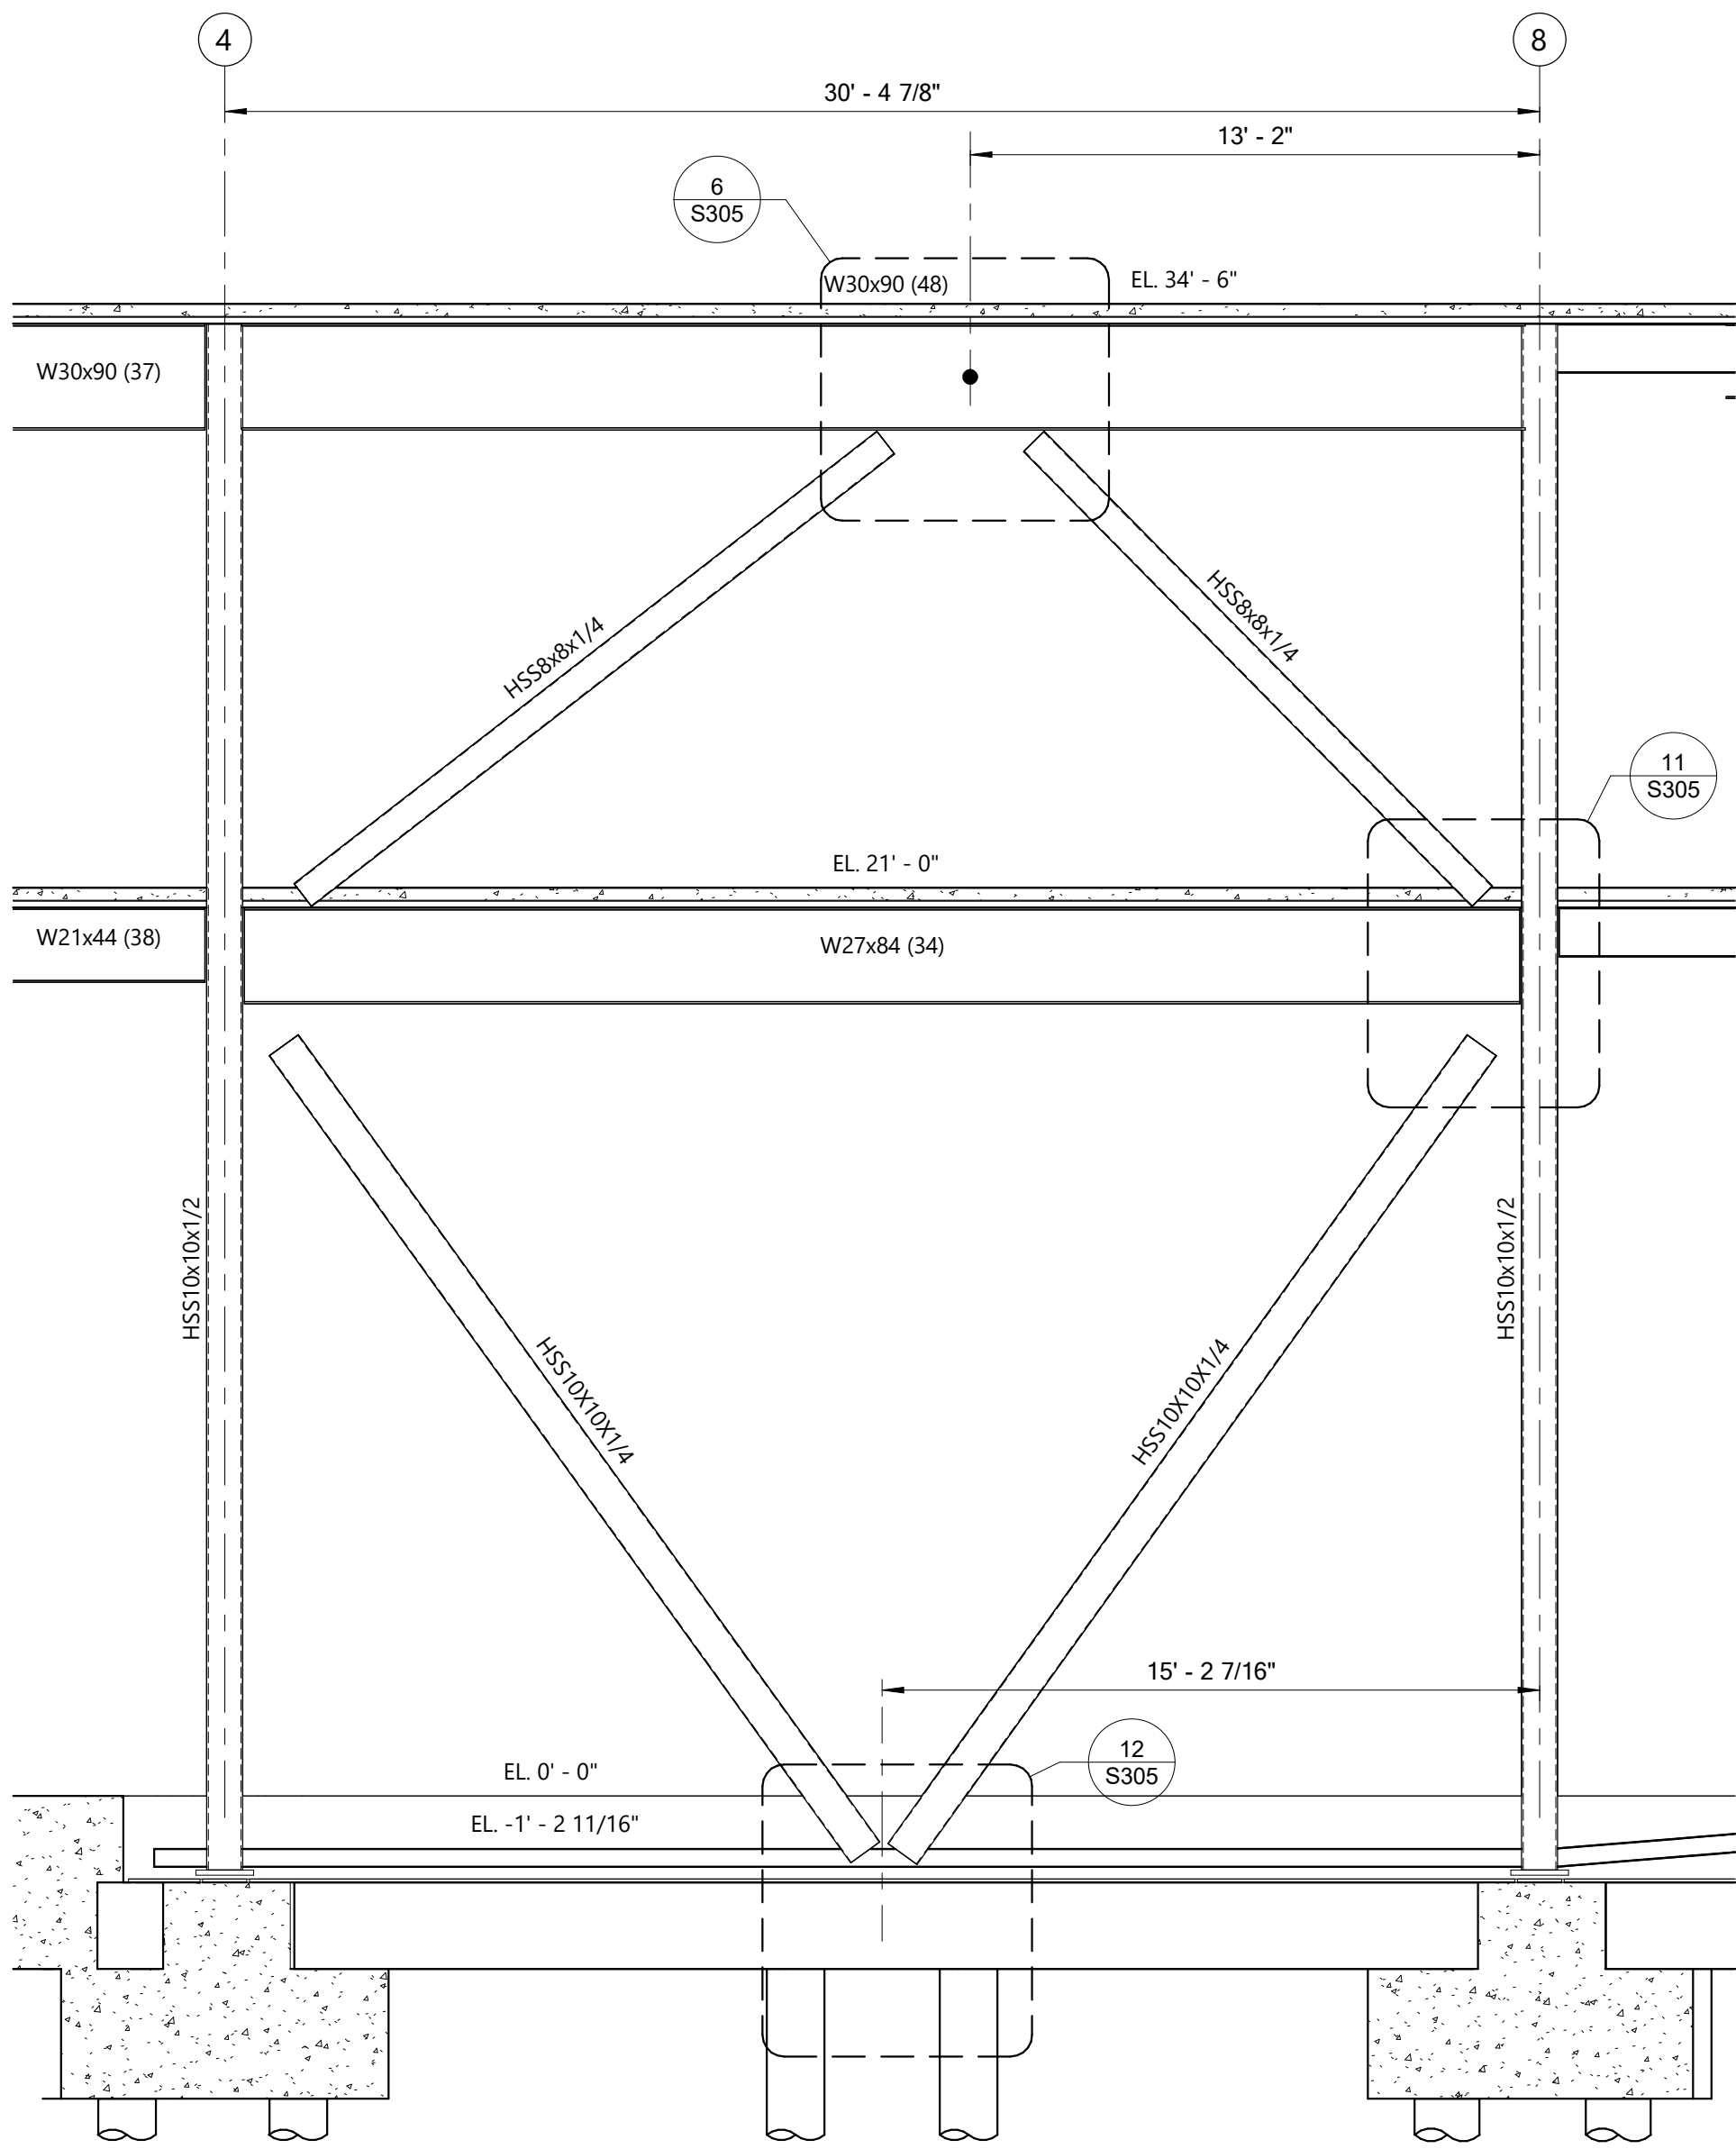 4
8
30' - 4 7/8"
13' - 2"
6
S305
W30x90 (48)
EL. 34' - 6"
W30x90 (37)
HSS8x8x1/4
HSS8x8x1/4
11
S305
EL. 21' - 0"
W21x44 (38)
W27x84 (34)
HSS10x10x1/2
HSS10x10x1/2
HSS10X10X1/4
HSS10X10X1/4
15' - 2 7/16"
12
S305
EL. 0' - 0"
EL. -1' - 2 11/16"